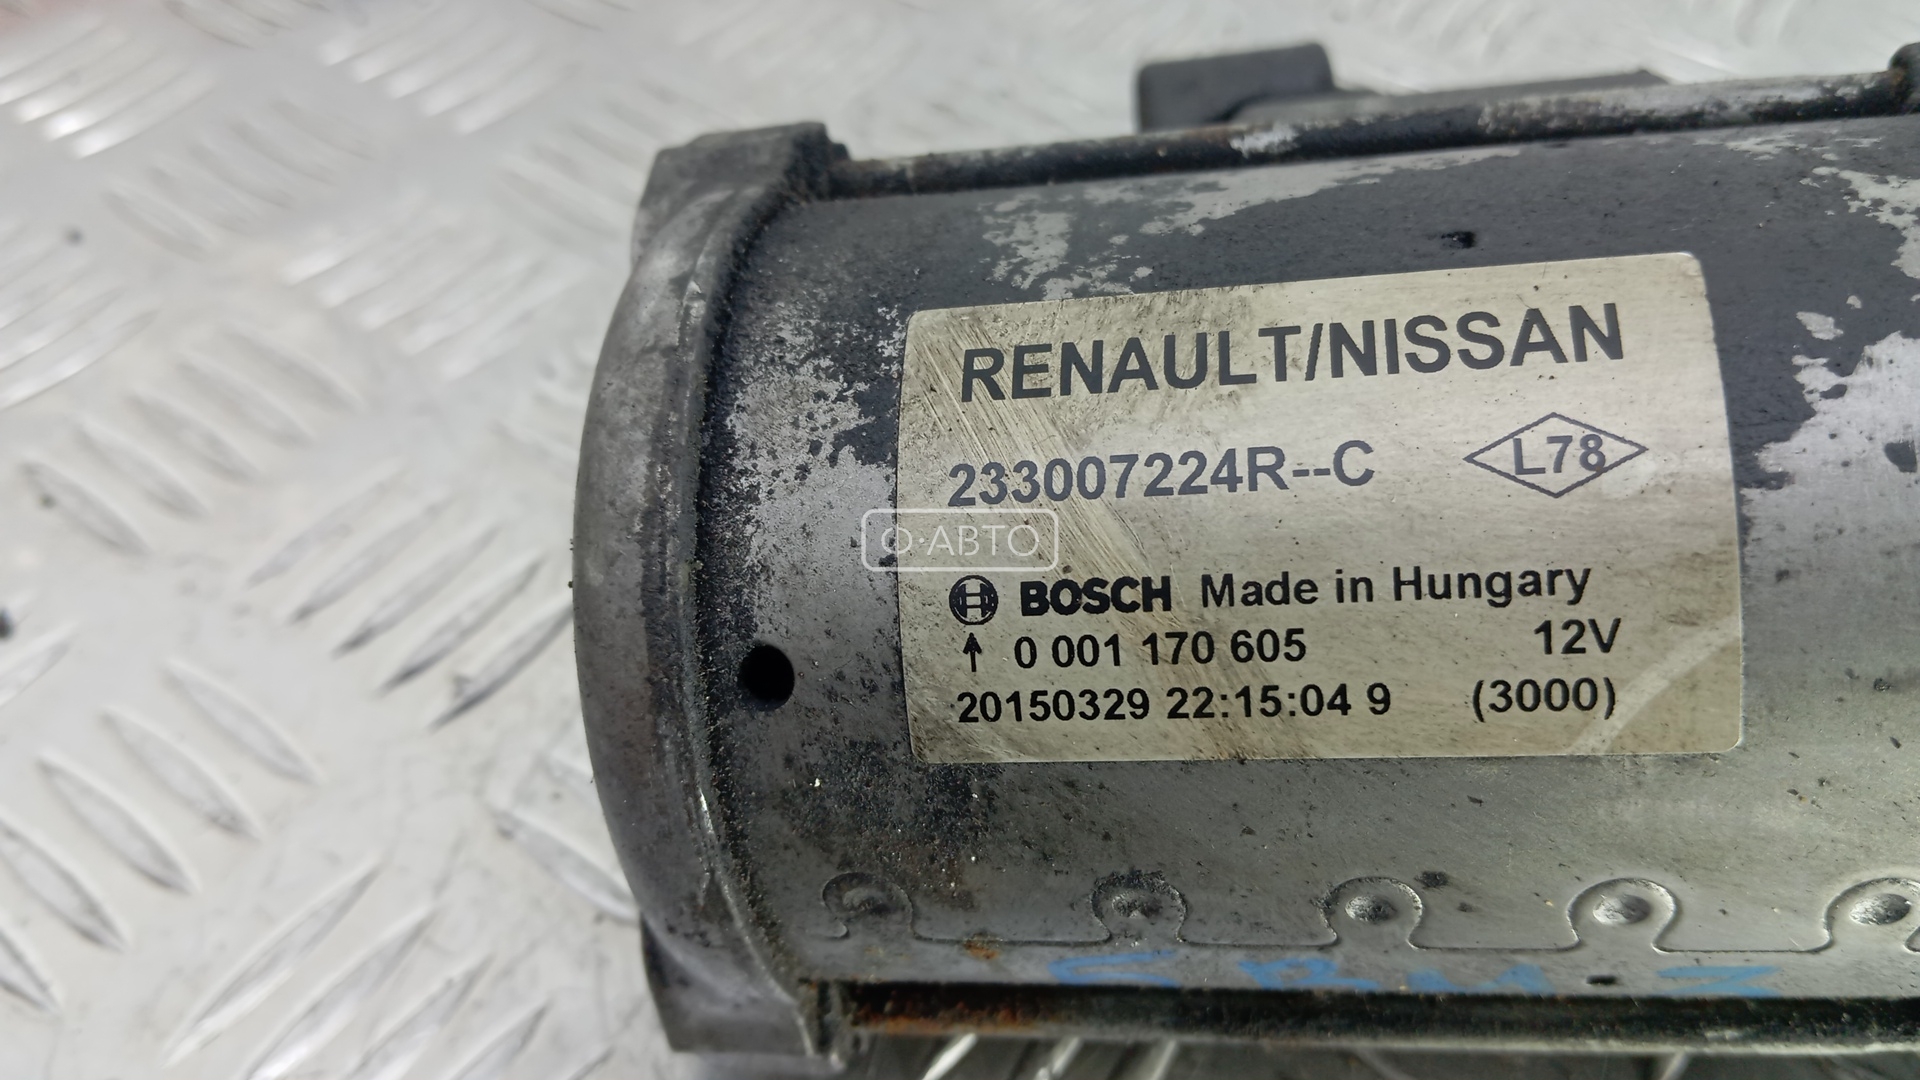 RENAULT/NISSAN
233007224R--C L78
О·АВТО
BOSCH Made in Hungary
↑ 0 001 170 605 12V
20150329 22:15:04 9 (3000)